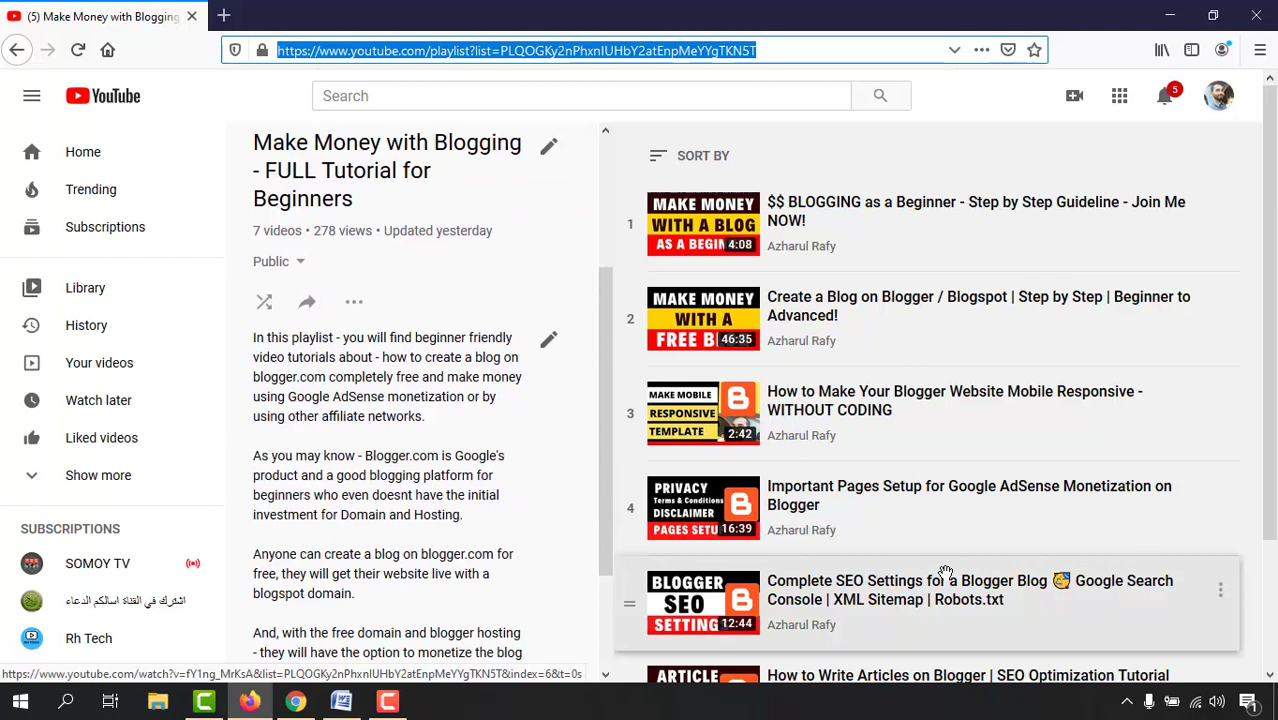 (5) Make Money with Blogging
https://www.youtube.com/playlist?list=PLQOGKy2nPhxnIUHbY2atEnpMeYYgTKN5T
YouTube
Search
5
Home
Trending
Subscriptions
Library
History
Your videos
Watch later
Liked videos
Show more
SUBSCRIPTIONS
SOMOY TV
اشترك في القناة اسالكم الدعاء
Rh Tech
Make Money with Blogging
- FULL Tutorial for
Beginners
7 videos • 278 views • Updated yesterday
Public
In this playlist - you will find beginner friendly
video tutorials about - how to create a blog on
blogger.com completely free and make money
using Google AdSense monetization or by
using other affiliate networks.
As you may know - Blogger.com is Google's
product and a good blogging platform for
beginners who even doesnt have the initial
investment for Domain and Hosting.
Anyone can create a blog on blogger.com for
free, they will get their website live with a
blogspot domain.
And, with the free domain and blogger hosting
- they will have the option to monetize the blog
SORT BY
1
MAKE MONEY
WITH A BLOG
AS A BEGIN
4:08
$$ BLOGGING as a Beginner - Step by Step Guideline - Join Me
NOW!
Azharul Rafy
2
MAKE MONEY
WITH A
FREE B
46:35
Create a Blog on Blogger / Blogspot | Step by Step | Beginner to
Advanced!
Azharul Rafy
3
MAKE MOBILE
RESPONSIVE
TEMPLATE
2:42
How to Make Your Blogger Website Mobile Responsive -
WITHOUT CODING
Azharul Rafy
4
PRIVACY
Terms & Conditions
DISCLAIMER
PAGES SETU
16:39
Important Pages Setup for Google AdSense Monetization on
Blogger
Azharul Rafy
BLOGGER
SEO
SETTING
12:44
Complete SEO Settings for a Blogger Blog 🥳 Google Search
Console | XML Sitemap | Robots.txt
Azharul Rafy
ARTICLE
How to Write Articles on Blogger | SEO Optimization Tutorial
https://www.youtube.com/watch?v=fY1ng_MrKsA&list=PLQOGKy2nPhxnIUHbY2atEnpMeYYgTKN5T&index=6&t=0s
1